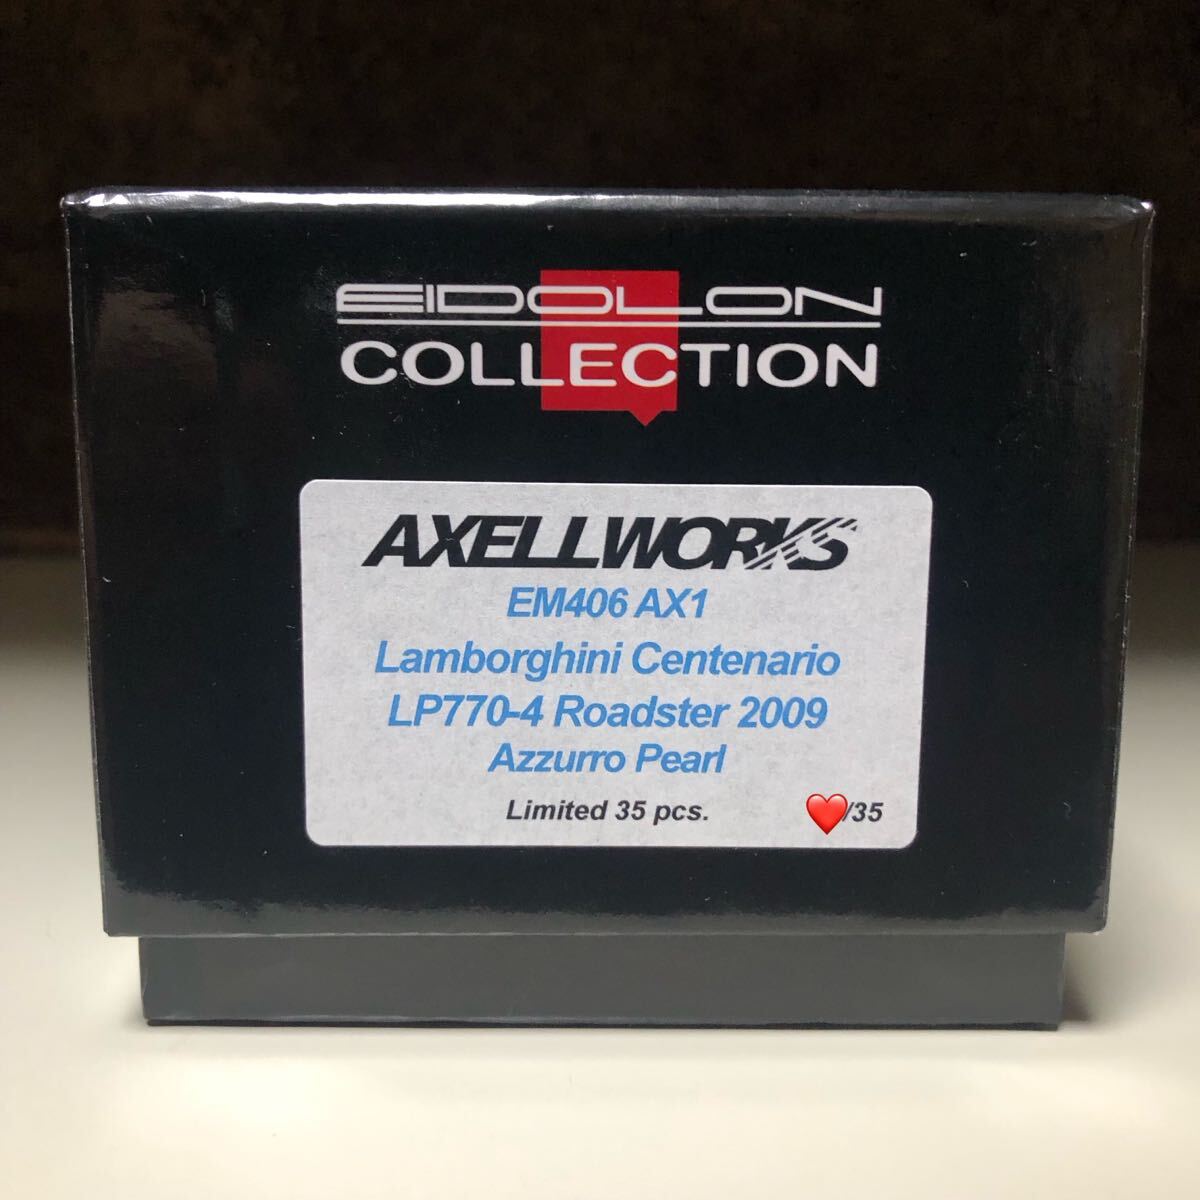 EIDOLON
COLLECTION
AXELLWORKS
EM406 AX1
Lamborghini Centenario
LP770-4 Roadster 2009
Azzurro Pearl
Limited 35 pcs. ❤️/35